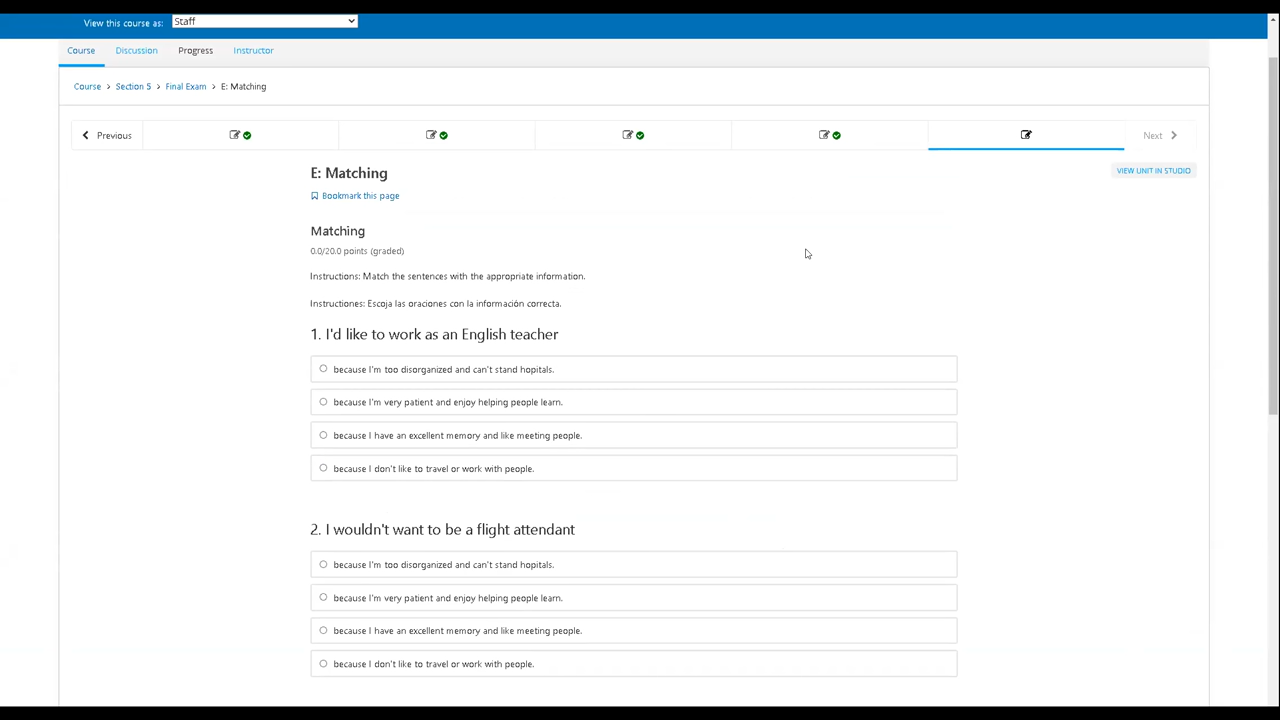 View this course as: Staff
Course Discussion Progress Instructor
Course > Section 5 > Final Exam > E: Matching
Previous Next
E: Matching
VIEW UNIT IN STUDIO
Bookmark this page
Matching
0.0/20.0 points (graded)
Instructions: Match the sentences with the appropriate information.
Instructiones: Escoja las oraciones con la información correcta.
1. I'd like to work as an English teacher
because I'm too disorganized and can't stand hopitals.
because I'm very patient and enjoy helping people learn.
because I have an excellent memory and like meeting people.
because I don't like to travel or work with people.
2. I wouldn't want to be a flight attendant
because I'm too disorganized and can't stand hopitals.
because I'm very patient and enjoy helping people learn.
because I have an excellent memory and like meeting people.
because I don't like to travel or work with people.